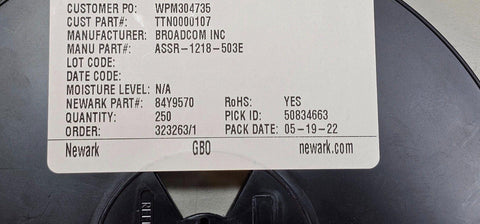 CUSTOMER PO: WPM304735
CUST PART#: TTN0000107
MANUFACTURER: BROADCOM INC
MANU PART#: ASSR-1218-503E
LOT CODE:
DATE CODE:
MOISTURE LEVEL: N/A
NEWARK PART#: 84Y9570 RoHS: YES
QUANTITY: 250 PICK ID: 50834663
ORDER: 323263/1 PACK DATE: 05-19-22
Newark GBO newark.com